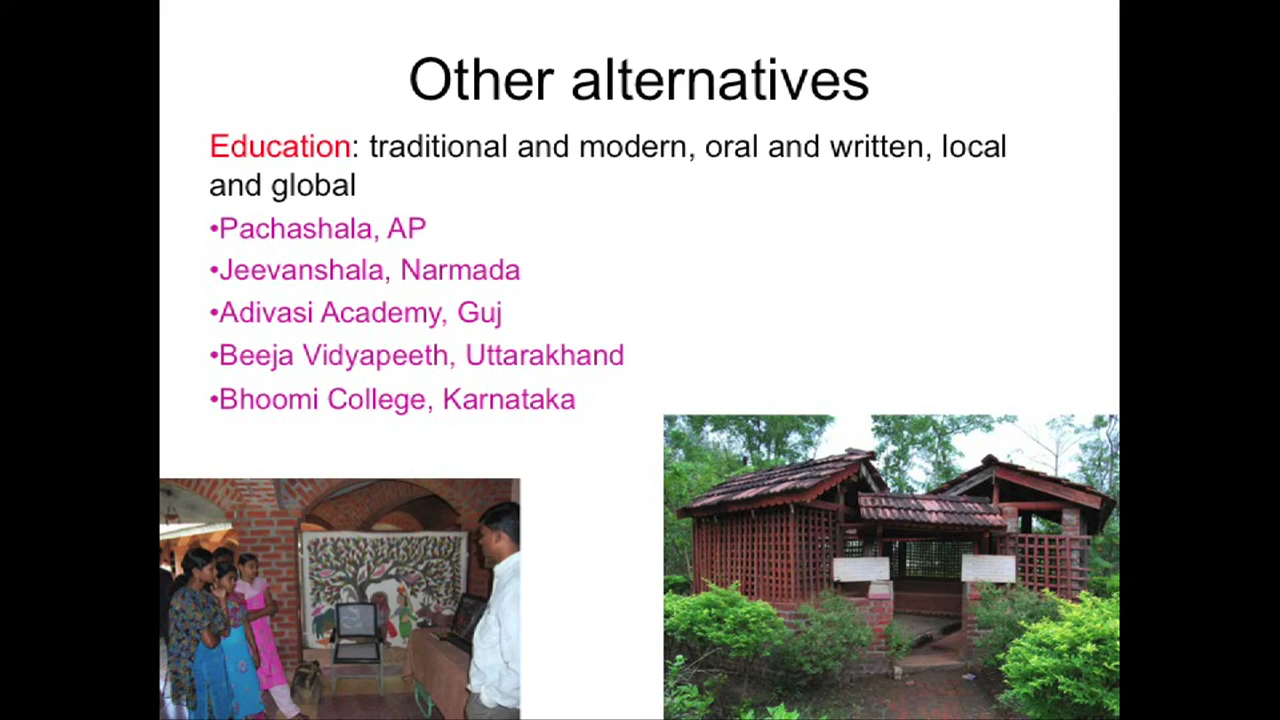 Other alternatives
Education: traditional and modern, oral and written, local
and global
•Pachashala, AP
•Jeevanshala, Narmada
•Adivasi Academy, Guj
•Beeja Vidyapeeth, Uttarakhand
•Bhoomi College, Karnataka